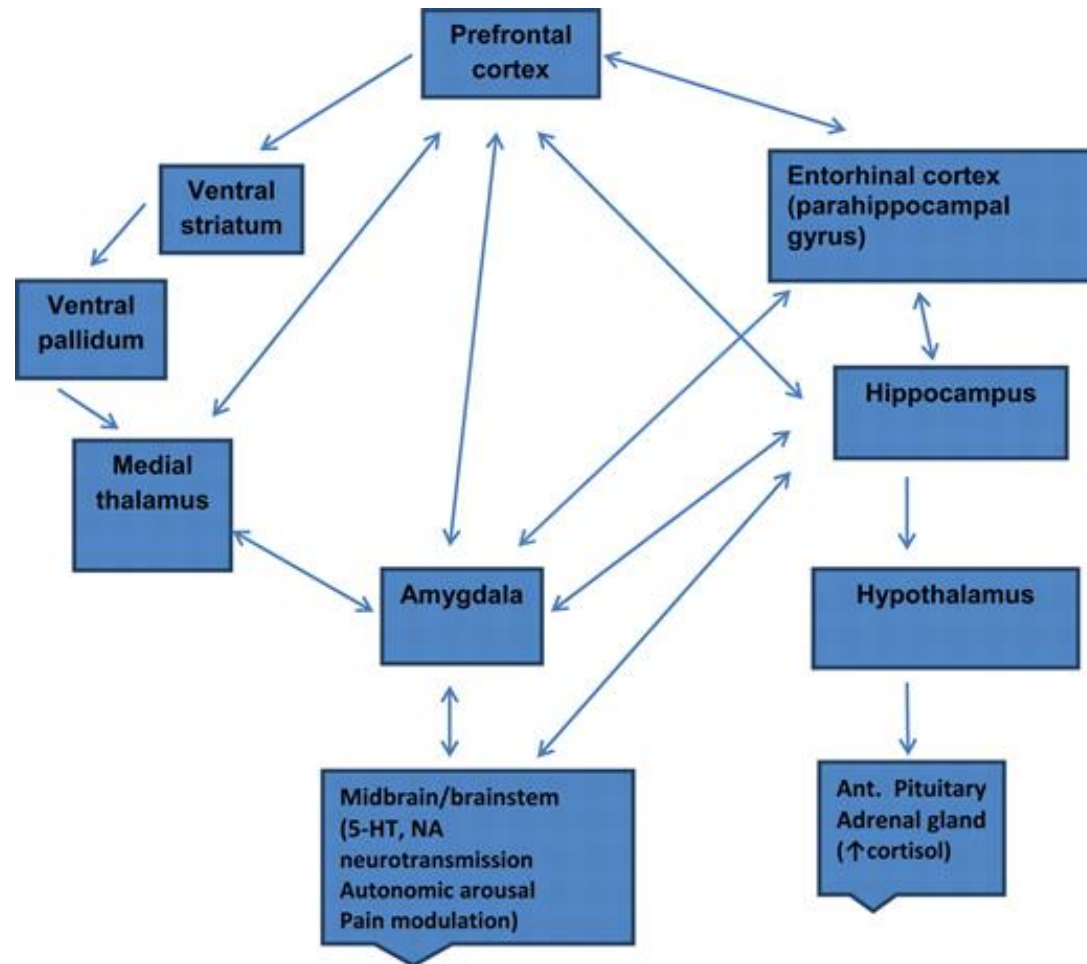 Prefrontal
cortex
Ventral
striatum
Entorhinal cortex
(parahippocampal
gyrus)
Ventral
pallidum
Hippocampus
Medial
thalamus
Amygdala
Hypothalamus
Midbrain/brainstem
(5-HT, NA
neurotransmission
Autonomic arousal
Pain modulation)
Ant. Pituitary
Adrenal gland
(↑cortisol)